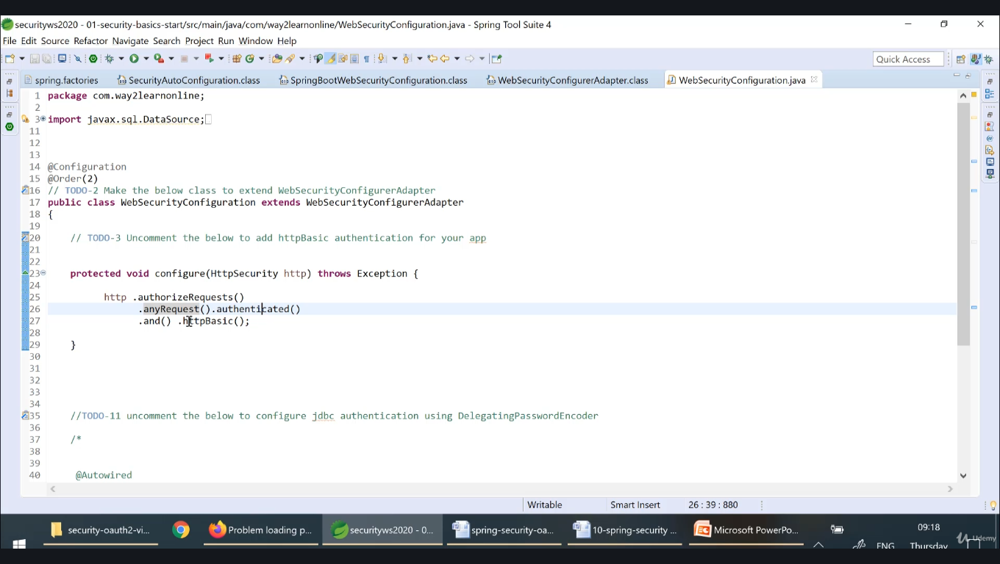 securityws2020 - 01-security-basics-start/src/main/java/com/way2learnonline/WebSecurityConfiguration.java - Spring Tool Suite 4
File Edit Source Refactor Navigate Search Project Run Window Help
Quick Access
spring.factories SecurityAutoConfiguration.class SpringBootWebSecurityConfiguration.class WebSecurityConfigurerAdapter.class WebSecurityConfiguration.java
1 package com.way2learnonline;
2
3 import javax.sql.DataSource;
11
12
13
14 @Configuration
15 @Order(2)
16 // TODO-2 Make the below class to extend WebSecurityConfigurerAdapter
17 public class WebSecurityConfiguration extends WebSecurityConfigurerAdapter
18 {
19
20 // TODO-3 Uncomment the below to add httpBasic authentication for your app
21
22
23 protected void configure(HttpSecurity http) throws Exception {
24
25 http .authorizeRequests()
26 .anyRequest().authenticated()
27 .and() .httpBasic();
28
29 }
30
31
32
33
34
35 //TODO-11 uncomment the below to configure jdbc authentication using DelegatingPasswordEncoder
36
37 /*
38
39
40 @Autowired
Writable Smart Insert 26 : 39 : 880
security-oauth2-vi... Problem loading p... securityws2020 - 0... spring-security-oa... 10-spring-security ... Microsoft PowerPo... 09:18
ENG Thursday
Udemy